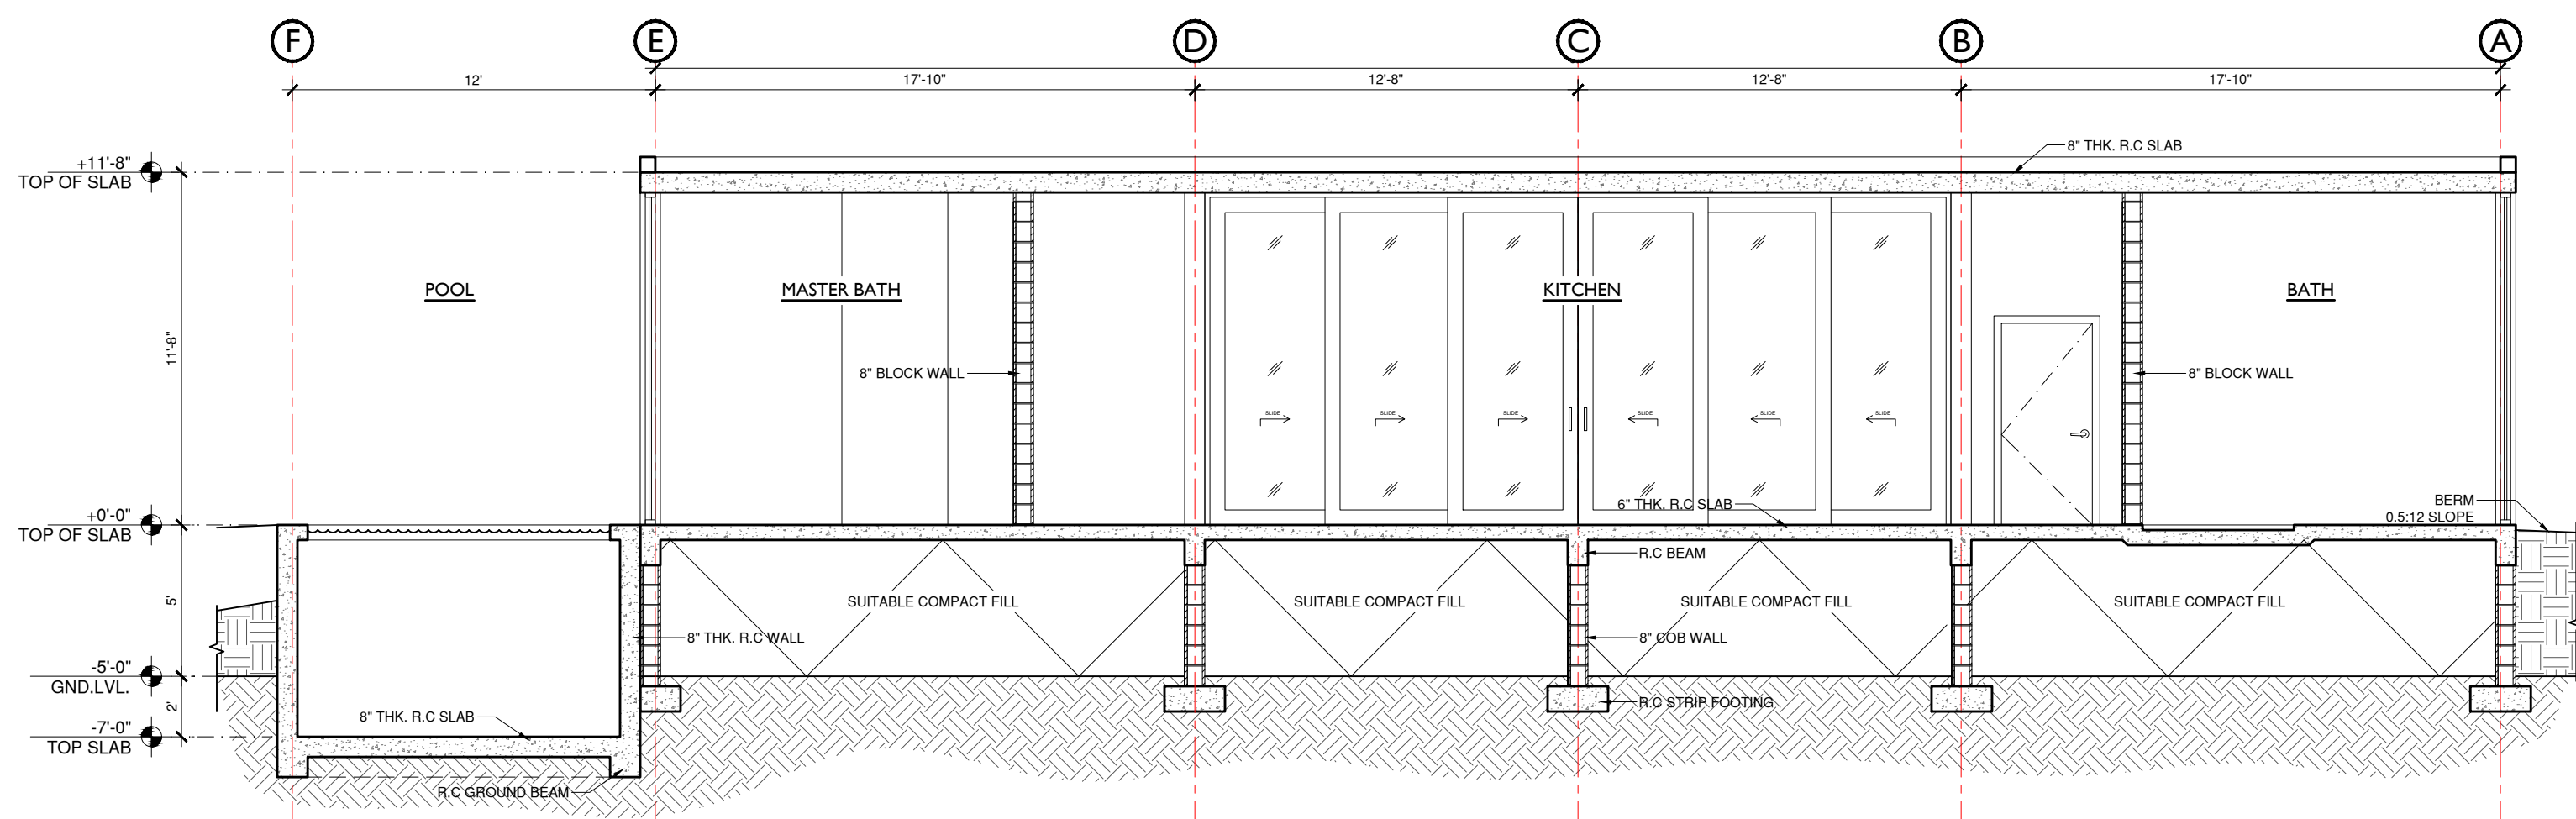 F
E
D
C
B
A
12'
17'-10"
12'-8"
12'-8"
17'-10"
8" THK. R.C SLAB
+11'-8"
TOP OF SLAB
POOL
MASTER BATH
KITCHEN
BATH
11'-8"
8" BLOCK WALL
8" BLOCK WALL
SLIDE
SLIDE
SLIDE
SLIDE
SLIDE
SLIDE
6" THK. R.C SLAB
BERM
0.5:12 SLOPE
+0'-0"
TOP OF SLAB
R.C BEAM
5'
SUITABLE COMPACT FILL
SUITABLE COMPACT FILL
SUITABLE COMPACT FILL
SUITABLE COMPACT FILL
8" THK. R.C WALL
8" COB WALL
-5'-0"
GND.LVL.
2'
R.C STRIP FOOTING
8" THK. R.C SLAB
-7'-0"
TOP SLAB
R.C GROUND BEAM